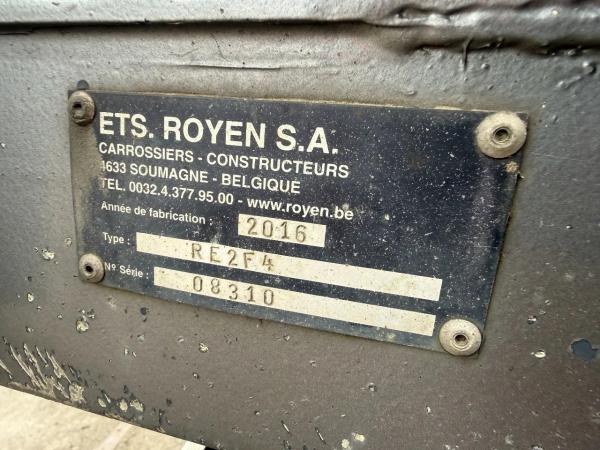 ETS. ROYEN S.A.
CARROSSIERS - CONSTRUCTEURS
4633 SOUMAGNE - BELGIQUE
TEL. 0032.4.377.95.00 - www.royen.be
Année de fabrication : 2016
Type : RE2F4
N° Série : 08310